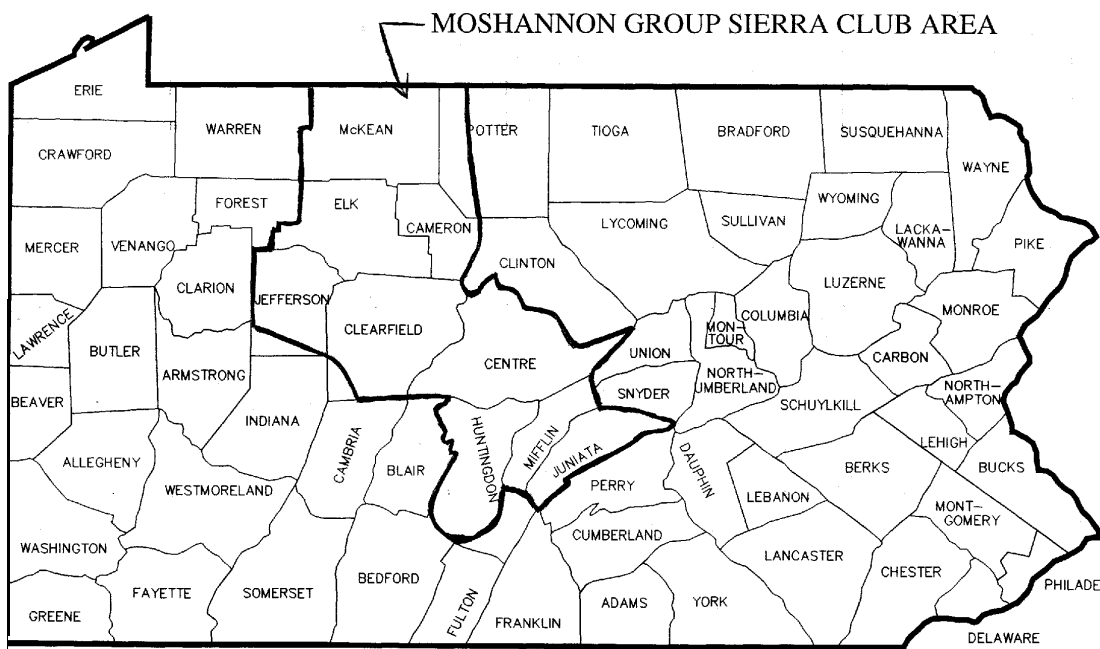 MOSHANNON GROUP SIERRA CLUB AREA
ERIE
WARREN
McKEAN
POTTER
TIOGA
BRADFORD
SUSQUEHANNA
CRAWFORD
WAYNE
FOREST
ELK
CAMERON
LYCOMING
SULLIVAN
WYOMING
LACKA-
WANNA
PIKE
MERCER
VENANGO
CLARION
JEFFERSON
CLINTON
LUZERNE
MONROE
LAWRENCE
BUTLER
CLEARFIELD
CENTRE
UNION
MON-
TOUR
COLUMBIA
CARBON
BEAVER
ARMSTRONG
INDIANA
SNYDER
NORTH-
UMBERLAND
SCHUYLKILL
NORTH-
AMPTON
ALLEGHENY
WESTMORELAND
CAMBRIA
BLAIR
HUNTINGDON
MIFFLIN
JUNIATA
PERRY
DAUPHIN
LEBANON
BERKS
LEHIGH
BUCKS
MONT-
GOMERY
WASHINGTON
CUMBERLAND
LANCASTER
CHESTER
GREENE
FAYETTE
SOMERSET
BEDFORD
FULTON
FRANKLIN
ADAMS
YORK
PHILADE
DELAWARE